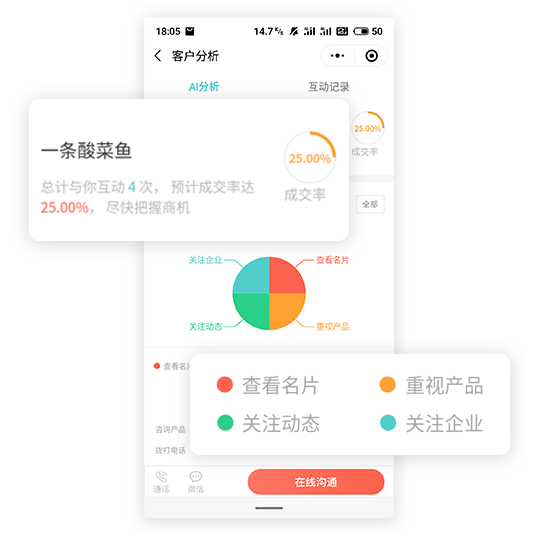 18:05 14.7 K/s 50
客户分析
AI分析 互动记录
25.00%
成交率
一条酸菜鱼
总计与你互动 4 次， 预计成交率达
25.00%， 尽快把握商机
25.00%
成交率
全部
关注企业 查看名片
关注动态 重视产品
查看名片
查看名片 重视产品
关注动态 关注企业
咨询产品
拨打电话
通话 微信 在线沟通